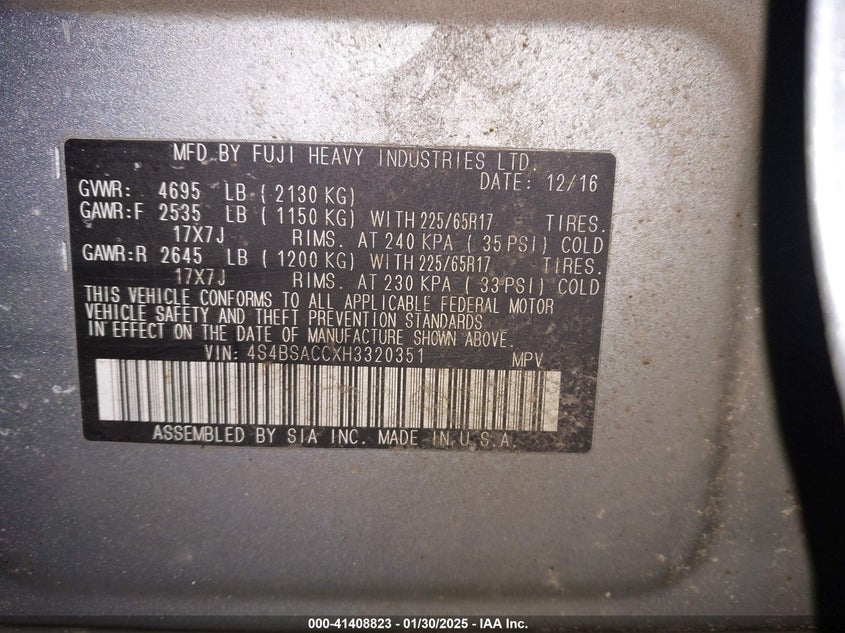 MFD BY FUJI HEAVY INDUSTRIES LTD.
DATE: 12/16
GVWR: 4695 LB ( 2130 KG)
GAWR:F 2535 LB ( 1150 KG) WITH 225/65R17 TIRES.
17X7J RIMS. AT 240 KPA ( 35 PSI) COLD
GAWR:R 2645 LB ( 1200 KG) WITH 225/65R17 TIRES.
17X7J RIMS. AT 230 KPA ( 33 PSI) COLD
THIS VEHICLE CONFORMS TO ALL APPLICABLE FEDERAL MOTOR
VEHICLE SAFETY AND THEFT PREVENTION STANDARDS
IN EFFECT ON THE DATE OF MANUFACTURE SHOWN ABOVE.
VIN: 4S4BSACCXH3320351 MPV
ASSEMBLED BY SIA INC. MADE IN U.S.A.
000-41408823 — 01/30/2025 — IAA Inc.